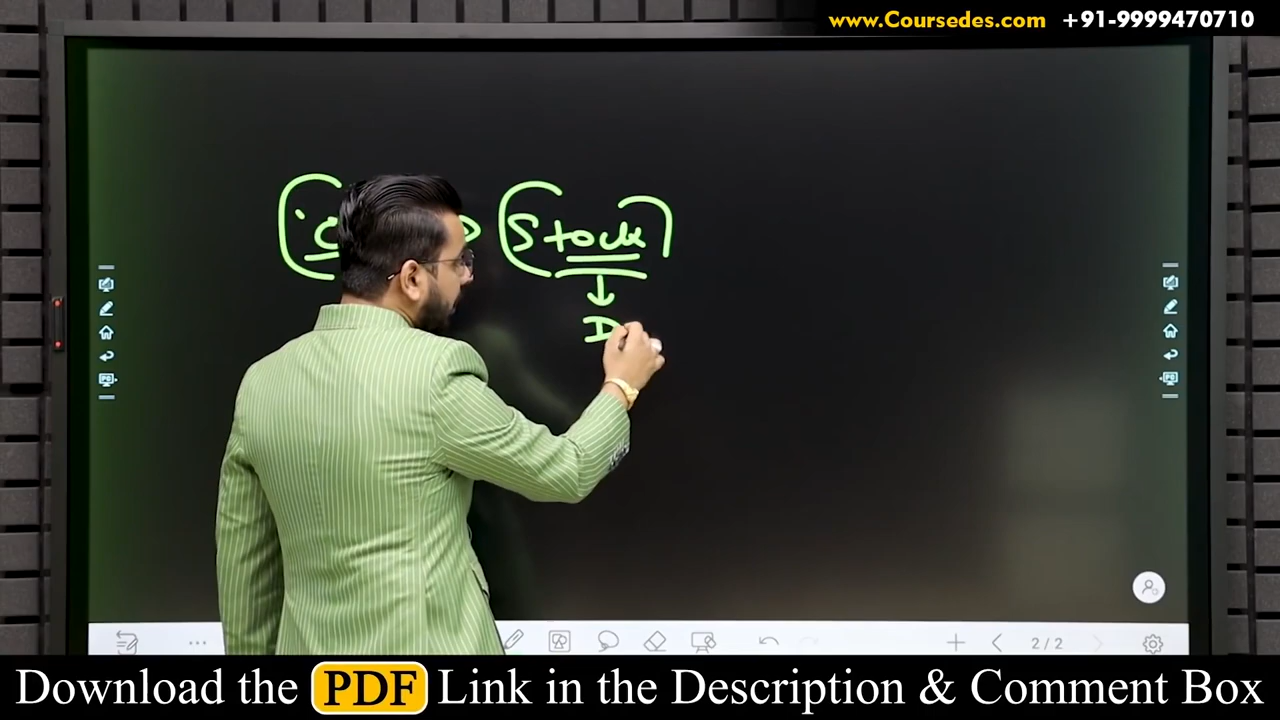 www.Coursedes.com +91-9999470710
Stock
D
2/2
Download the PDF Link in the Description & Comment Box